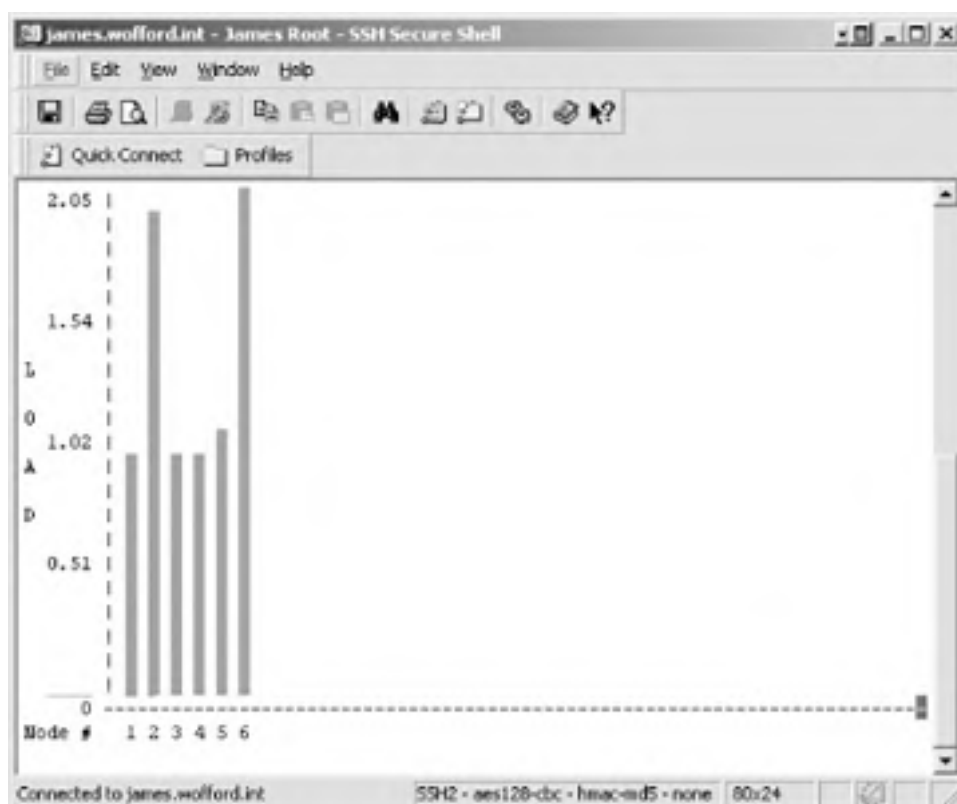 james.wofford.int - James Root - SSH Secure Shell
File Edit View Window Help
Quick Connect Profiles
2.05
1.54
L
O
1.02
A
D
0.51
0
Node # 1 2 3 4 5 6
Connected to james.wofford.int SSH2 - aes128-cbc - hmac-md5 - none 80x24